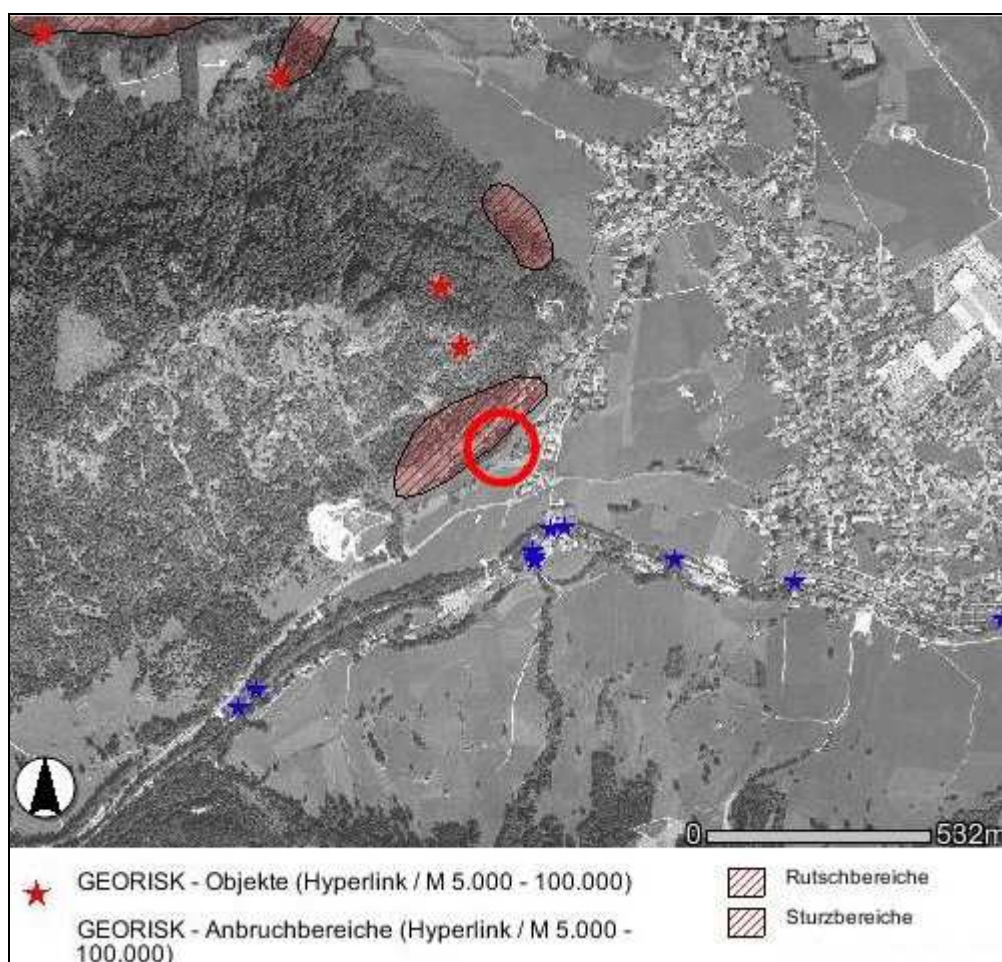 0 532m
GEORISK - Objekte (Hyperlink / M 5.000 - 100.000)
Rutschbereiche
Sturzbereiche
GEORISK - Anbruchbereiche (Hyperlink / M 5.000 -
100.000)